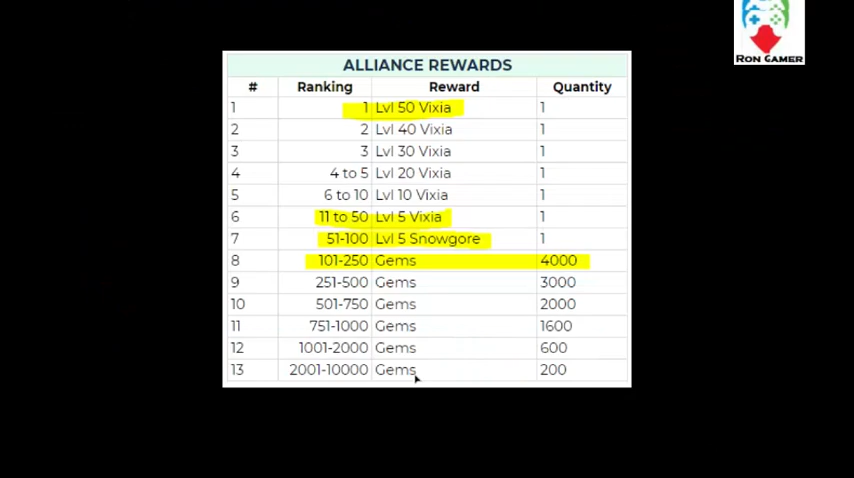 RON GAMER
ALLIANCE REWARDS
# Ranking Reward Quantity
1 1 Lvl 50 Vixia 1
2 2 Lvl 40 Vixia 1
3 3 Lvl 30 Vixia 1
4 4 to 5 Lvl 20 Vixia 1
5 6 to 10 Lvl 10 Vixia 1
6 11 to 50 Lvl 5 Vixia 1
7 51-100 Lvl 5 Snowgore 1
8 101-250 Gems 4000
9 251-500 Gems 3000
10 501-750 Gems 2000
11 751-1000 Gems 1600
12 1001-2000 Gems 600
13 2001-10000 Gems 200